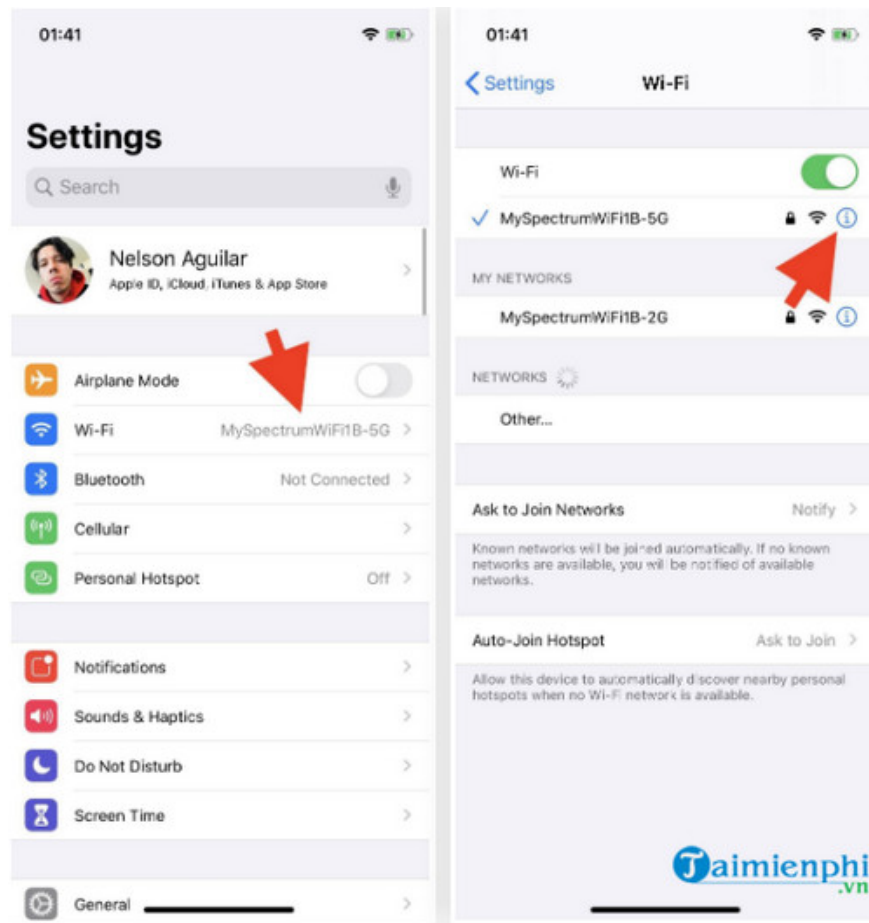 01:41
Settings
Search
Nelson Aguilar
Apple ID, iCloud, iTunes & App Store
Airplane Mode
Wi-Fi MySpectrumWiFi1B-5G
Bluetooth Not Connected
Cellular
Personal Hotspot Off
Notifications
Sounds & Haptics
Do Not Disturb
Screen Time
General
01:41
Settings Wi-Fi
Wi-Fi
MySpectrumWiFi1B-5G
MY NETWORKS
MySpectrumWiFi1B-2G
NETWORKS
Other...
Ask to Join Networks Notify
Known networks will be joined automatically. If no known
networks are available, you will be notified of available
networks.
Auto-Join Hotspot Ask to Join
Allow this device to automatically discover nearby personal
hotspots when no Wi-Fi network is available.
Taimienphi
.vn